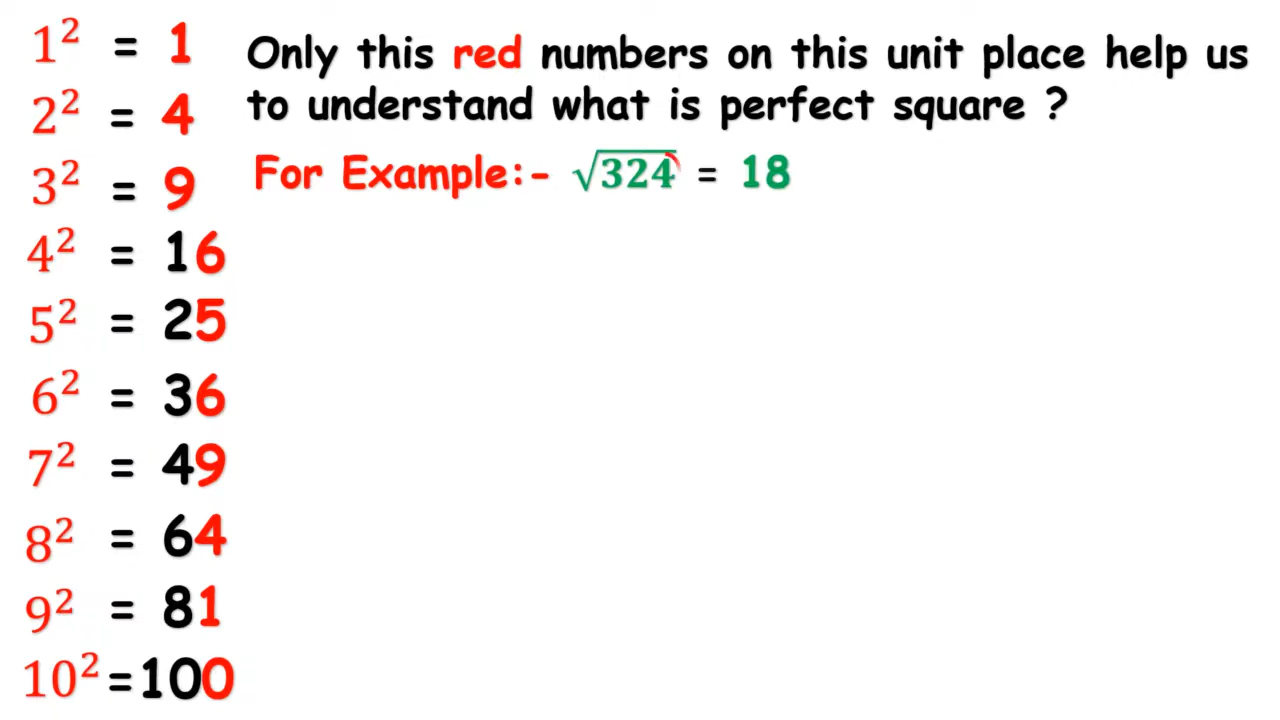 1² = 1
2² = 4
3² = 9
4² = 16
5² = 25
6² = 36
7² = 49
8² = 64
9² = 81
10² =100
Only this red numbers on this unit place help us
to understand what is perfect square ?
For Example:- √324 = 18